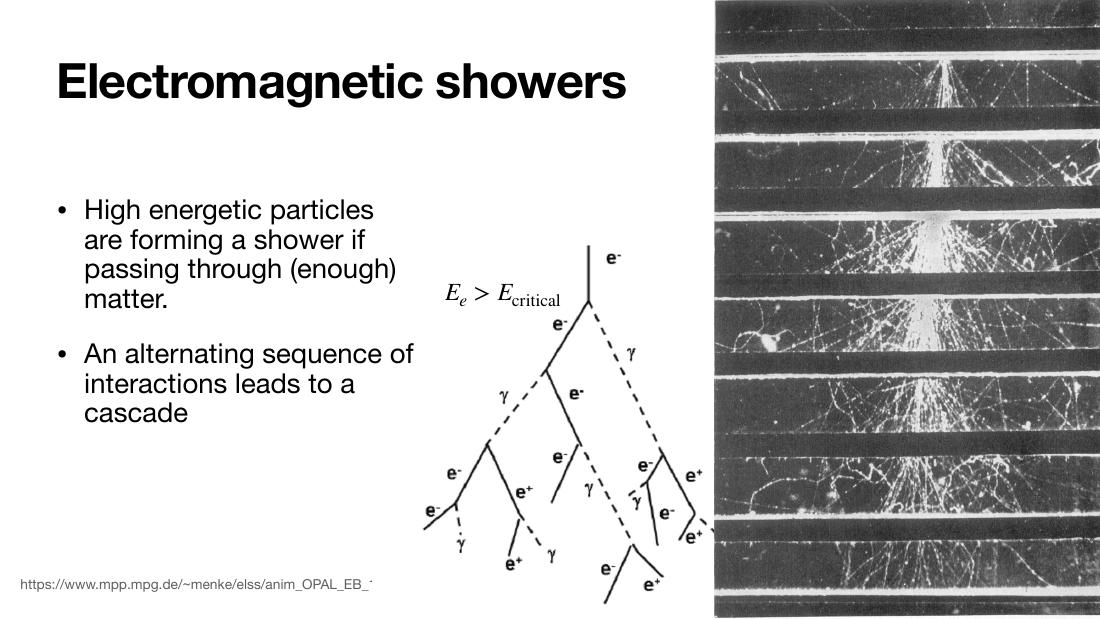 Electromagnetic showers
• High energetic particles
are forming a shower if
passing through (enough)
matter.
• An alternating sequence of
interactions leads to a
cascade
e-
Ee > Ecritical
e-
γ
γ
e-
e-
e-
e-
e+
γ
e+
γ
e-
e-
e+
γ
γ
e+
e-
e+
https://www.mpp.mpg.de/~menke/elss/anim_OPAL_EB_